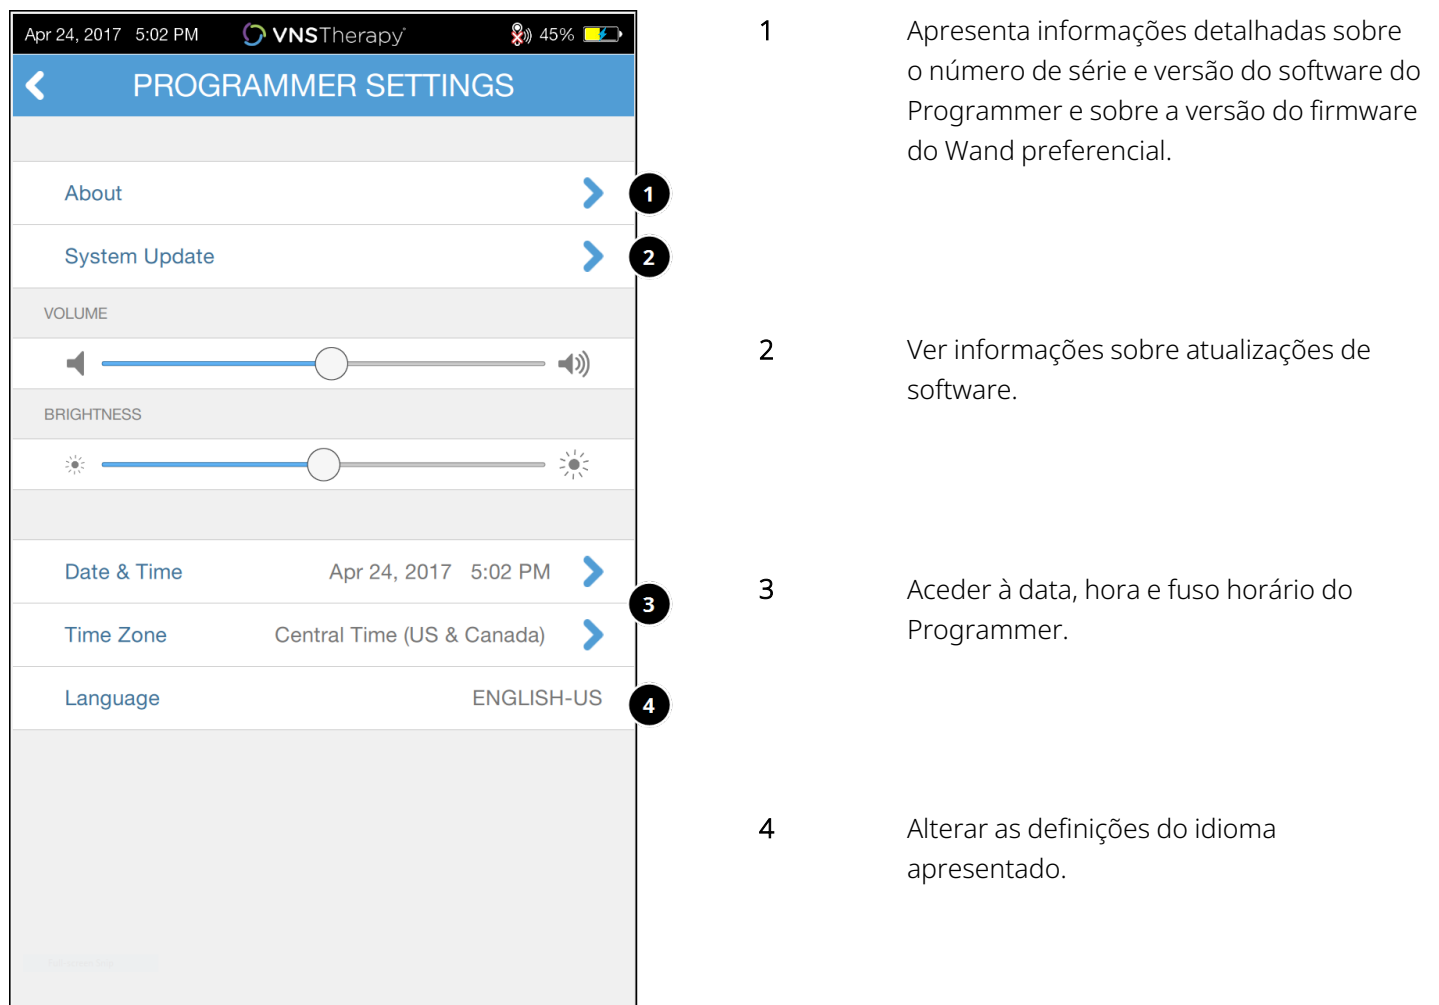 Apr 24, 2017 5:02 PM VNSTherapy 45%
PROGRAMMER SETTINGS
About
1
System Update
2
VOLUME
BRIGHTNESS
Date & Time Apr 24, 2017 5:02 PM
3
Time Zone Central Time (US & Canada)
Language ENGLISH-US
4
1 Apresenta informações detalhadas sobre
o número de série e versão do software do
Programmer e sobre a versão do firmware
do Wand preferencial.
2 Ver informações sobre atualizações de
software.
3 Aceder à data, hora e fuso horário do
Programmer.
4 Alterar as definições do idioma
apresentado.